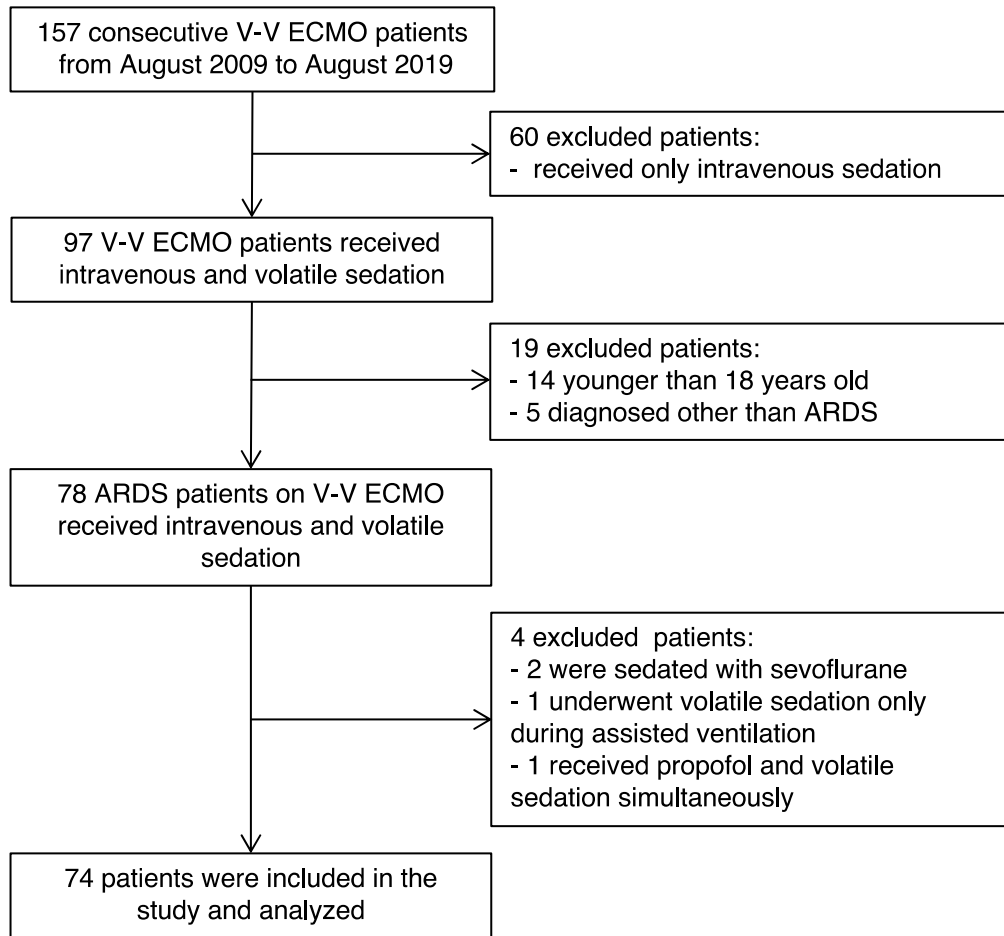 157 consecutive V-V ECMO patients
from August 2009 to August 2019
60 excluded patients:
- received only intravenous sedation
97 V-V ECMO patients received
intravenous and volatile sedation
19 excluded patients:
- 14 younger than 18 years old
- 5 diagnosed other than ARDS
78 ARDS patients on V-V ECMO
received intravenous and volatile
sedation
4 excluded patients:
- 2 were sedated with sevoflurane
- 1 underwent volatile sedation only
during assisted ventilation
- 1 received propofol and volatile
sedation simultaneously
74 patients were included in the
study and analyzed